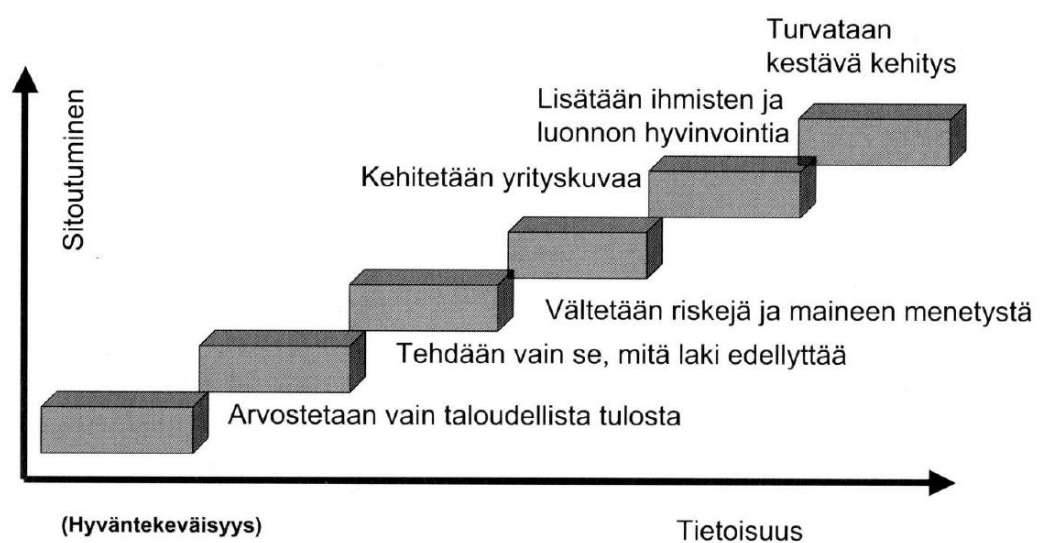 Turvataan
kestävä kehitys
Lisätään ihmisten ja
luonnon hyvinvointia
Kehitetään yrityskuvaa
Sitoutuminen
Vältetään riskejä ja maineen menetystä
Tehdään vain se, mitä laki edellyttää
Arvostetaan vain taloudellista tulosta
(Hyväntekeväisyys)
Tietoisuus